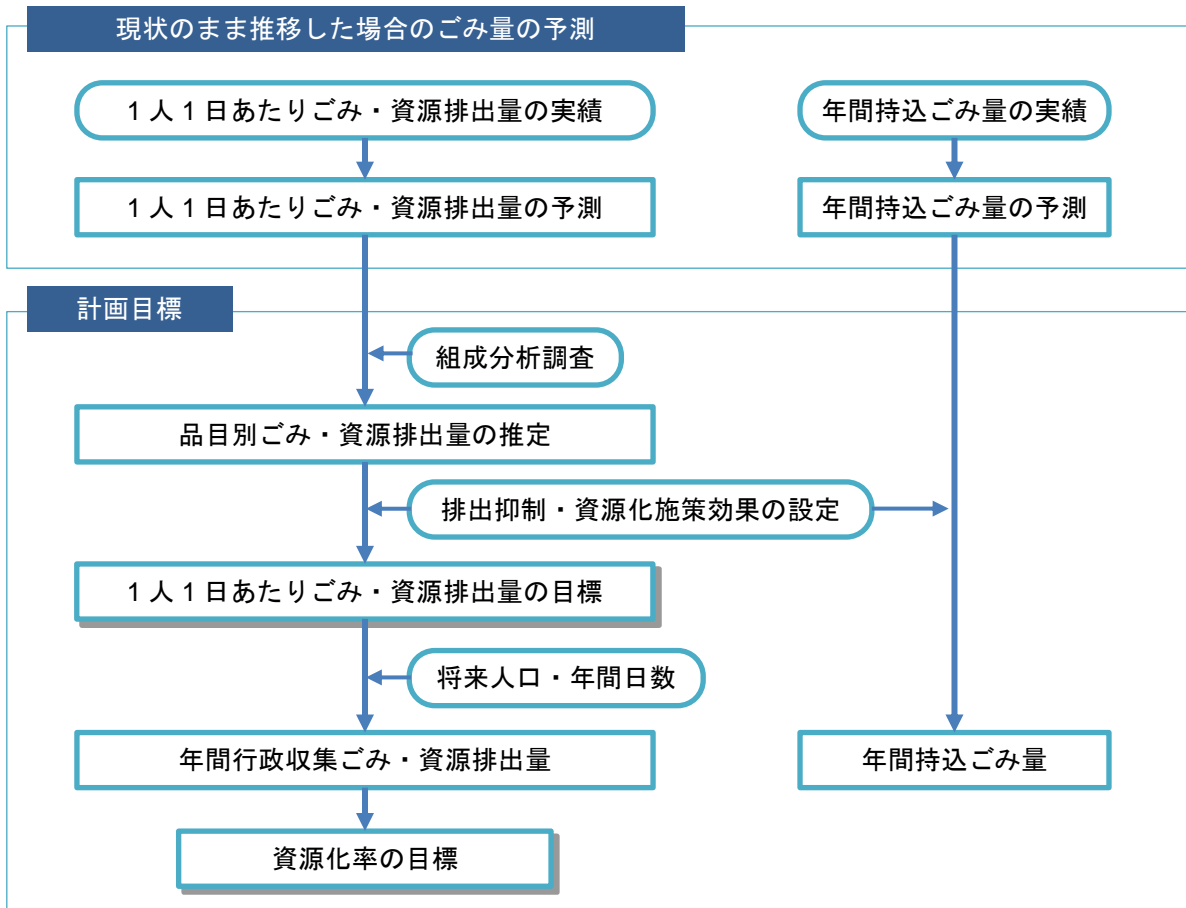 現状のまま推移した場合のごみ量の予測
１人１日あたりごみ・資源排出量の実績
年間持込ごみ量の実績
１人１日あたりごみ・資源排出量の予測
年間持込ごみ量の予測
計画目標
組成分析調査
品目別ごみ・資源排出量の推定
排出抑制・資源化施策効果の設定
１人１日あたりごみ・資源排出量の目標
将来人口・年間日数
年間行政収集ごみ・資源排出量
年間持込ごみ量
資源化率の目標